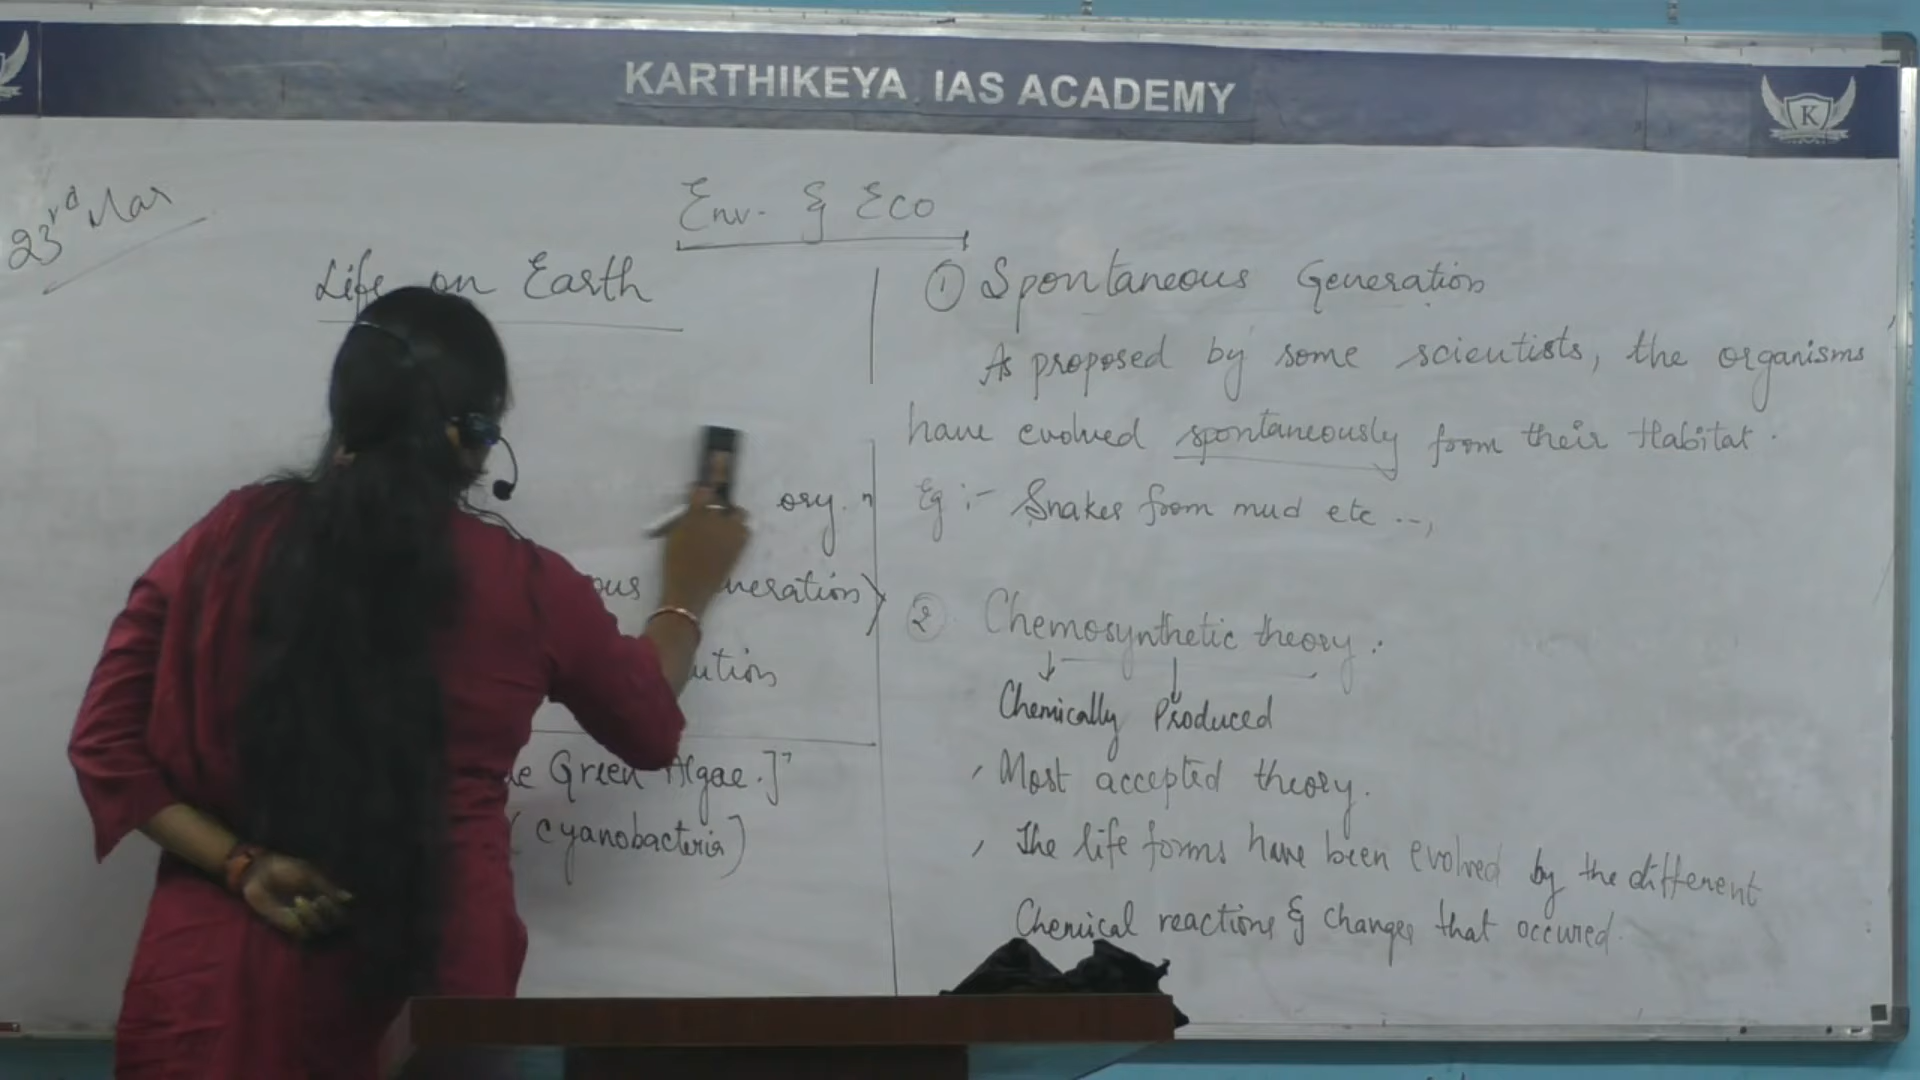 KARTHIKEYA IAS ACADEMY
K
23rd Mar
Env. & Eco
Life on Earth
ory.
ous neration
ution
e Green Algae.]
(Cyanobacteria)
① Spontaneous Generation
As proposed by some scientists, the organisms
have evolved spontaneously from their Habitat.
Eg :- Snakes from mud etc ..,
② Chemosynthetic theory.
Chemically Produced
, Most accepted theory.
, The life forms have been evolved by the different
Chemical reactions & changes that occured.